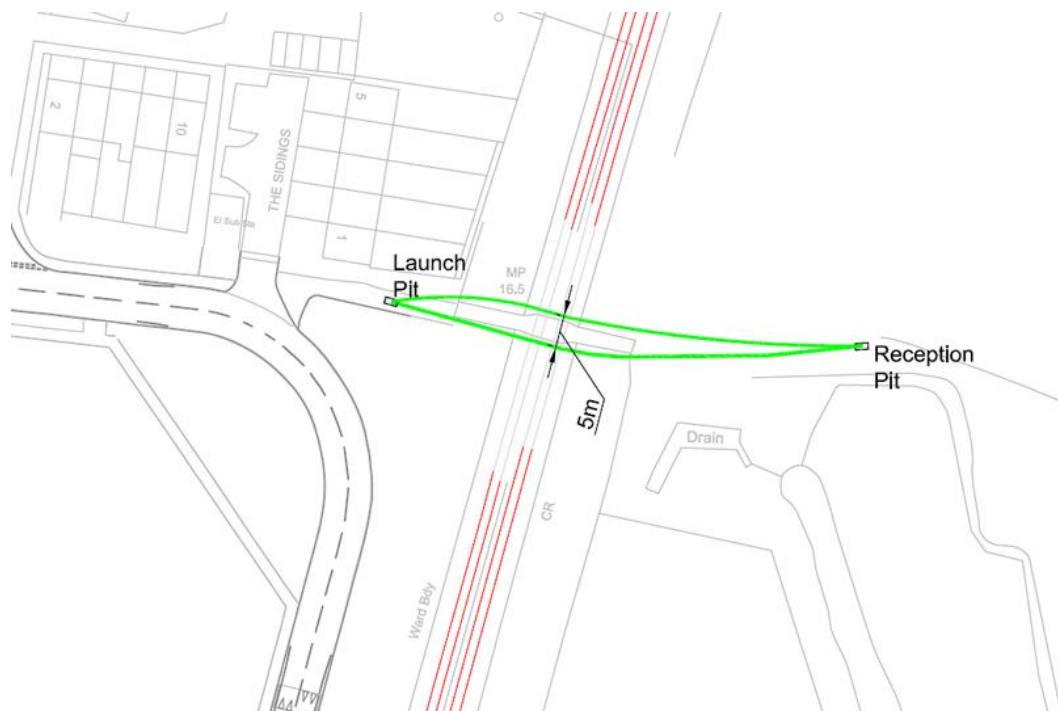 5
2
10
THE SIDINGS
El Sub Sta
1
Launch
Pit
MP
16.5
Reception
Pit
5m
Drain
CR
Ward Bdy